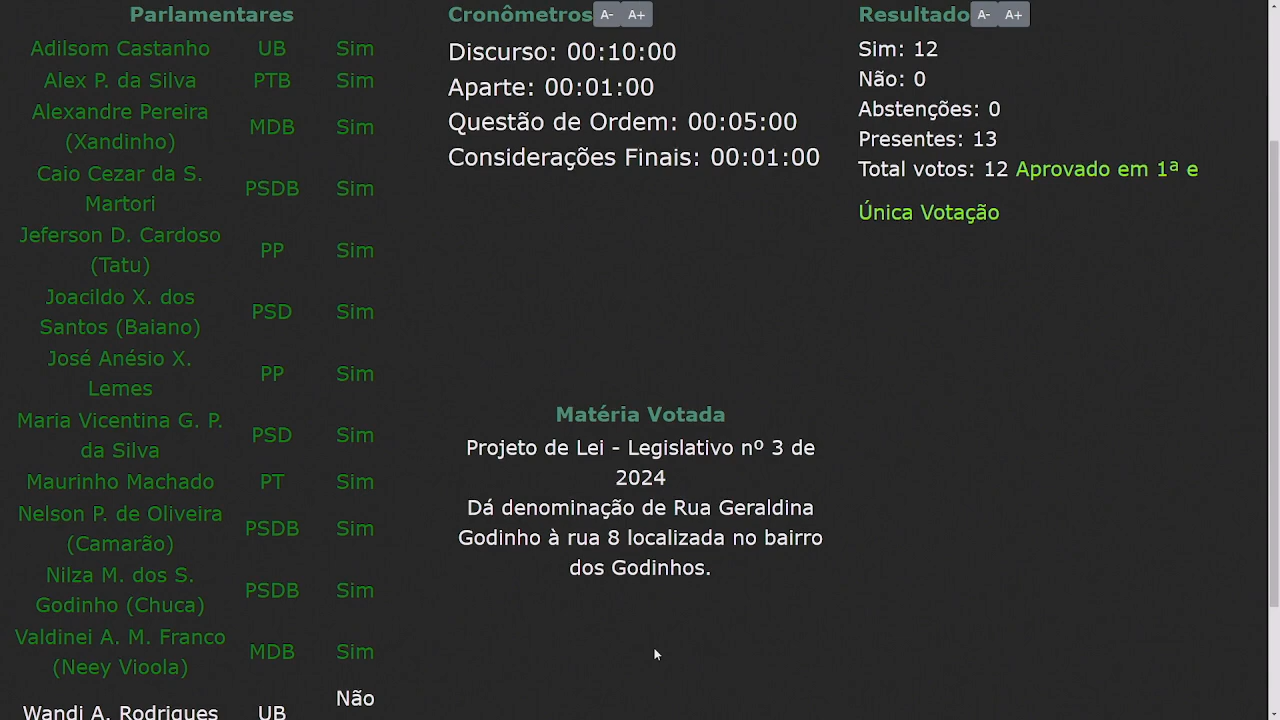 Parlamentares
Adilsom Castanho UB Sim
Alex P. da Silva PTB Sim
Alexandre Pereira
(Xandinho) MDB Sim
Caio Cezar da S.
Martori PSDB Sim
Jeferson D. Cardoso
(Tatu) PP Sim
Joacildo X. dos
Santos (Baiano) PSD Sim
José Anésio X.
Lemes PP Sim
Maria Vicentina G. P.
da Silva PSD Sim
Maurinho Machado PT Sim
Nelson P. de Oliveira
(Camarão) PSDB Sim
Nilza M. dos S.
Godinho (Chuca) PSDB Sim
Valdinei A. M. Franco
(Neey Vioola) MDB Sim
Wandi A. Rodrigues UB Não
Cronômetros A- A+
Discurso: 00:10:00
Aparte: 00:01:00
Questão de Ordem: 00:05:00
Considerações Finais: 00:01:00
Matéria Votada
Projeto de Lei - Legislativo nº 3 de
2024
Dá denominação de Rua Geraldina
Godinho à rua 8 localizada no bairro
dos Godinhos.
Resultado A- A+
Sim: 12
Não: 0
Abstenções: 0
Presentes: 13
Total votos: 12 Aprovado em 1ª e
Única Votação